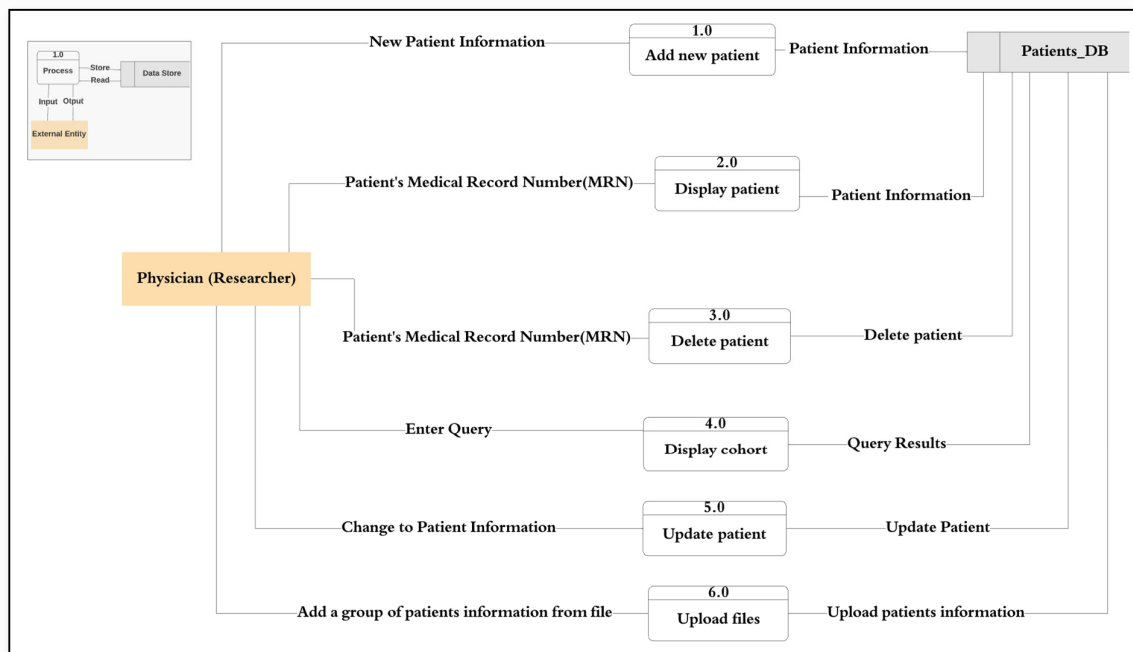 1.0
Process
Store
Read
Data Store
Input
Otput
External Entity
New Patient Information
1.0
Add new patient
Patient Information
Patients_DB
Patient's Medical Record Number(MRN)
2.0
Display patient
Patient Information
Physician (Researcher)
Patient's Medical Record Number(MRN)
3.0
Delete patient
Delete patient
Enter Query
4.0
Display cohort
Query Results
Change to Patient Information
5.0
Update patient
Update Patient
Add a group of patients information from file
6.0
Upload files
Upload patients information